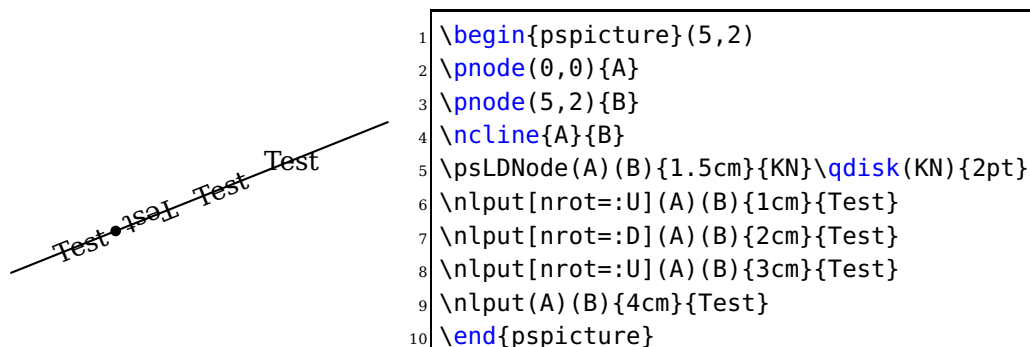 Test
Test
Test
Test
1 \begin{pspicture}(5,2)
2 \pnode(0,0){A}
3 \pnode(5,2){B}
4 \ncline{A}{B}
5 \psLDNode(A)(B){1.5cm}{KN}\qdisk(KN){2pt}
6 \nlput[nrot=:U](A)(B){1cm}{Test}
7 \nlput[nrot=:D](A)(B){2cm}{Test}
8 \nlput[nrot=:U](A)(B){3cm}{Test}
9 \nlput(A)(B){4cm}{Test}
10 \end{pspicture}